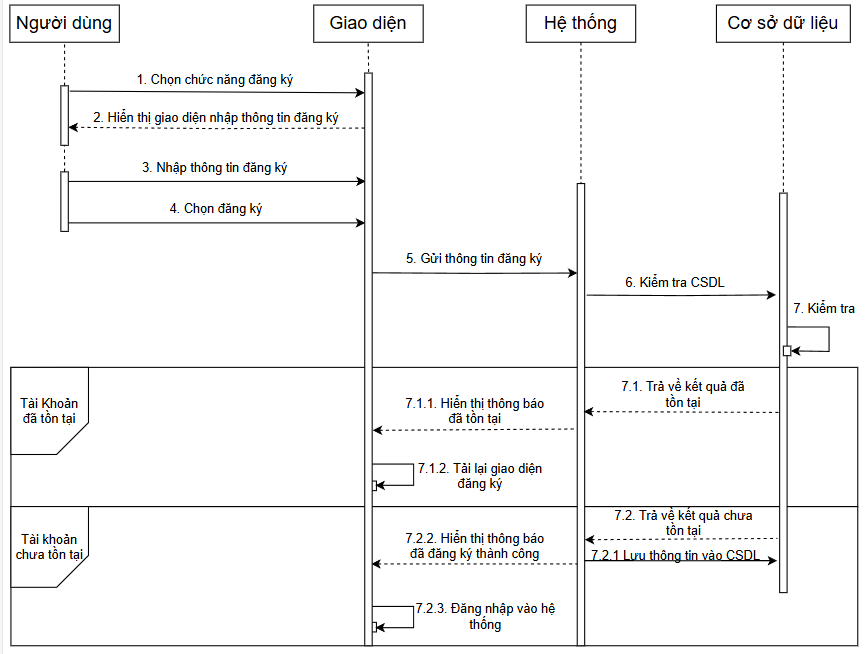 Người dùng
Giao diện
Hệ thống
Cơ sở dữ liệu
1. Chọn chức năng đăng ký
2. Hiển thị giao diện nhập thông tin đăng ký
3. Nhập thông tin đăng ký
4. Chọn đăng ký
5. Gửi thông tin đăng ký
6. Kiểm tra CSDL
7. Kiểm tra
Tài Khoản
đã tồn tại
7.1. Trả về kết quả đã
tồn tại
7.1.1. Hiển thị thông báo
đã tồn tại
7.1.2. Tải lại giao diện
đăng ký
Tài khoản
chưa tồn tại
7.2. Trả về kết quả chưa
tồn tại
7.2.2. Hiển thị thông báo
đã đăng ký thành công
7.2.1 Lưu thông tin vào CSDL
7.2.3. Đăng nhập vào hệ
thống